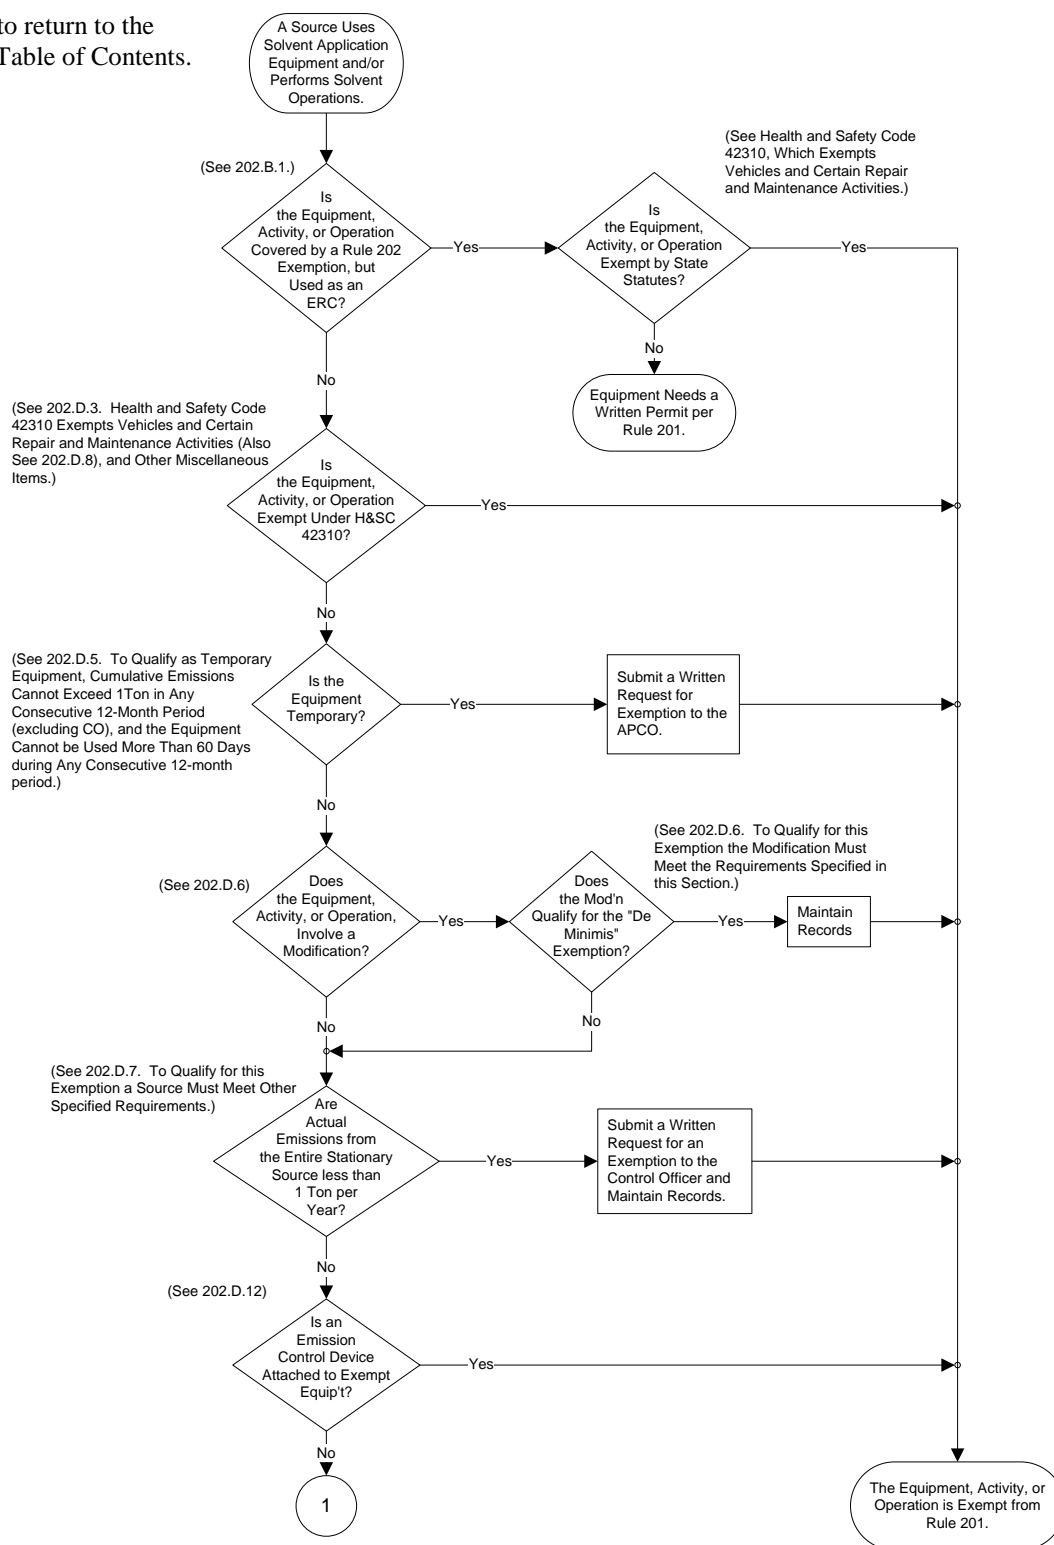 to return to the
Table of Contents.
A Source Uses
Solvent Application
Equipment and/or
Performs Solvent
Operations.
(See 202.B.1.)
Is
the Equipment,
Activity, or Operation
Covered by a Rule 202
Exemption, but
Used as an
ERC?
Yes
(See Health and Safety Code
42310, Which Exempts
Vehicles and Certain Repair
and Maintenance Activities.)
Is
the Equipment,
Activity, or Operation
Exempt by State
Statutes?
Yes
No
Equipment Needs a
Written Permit per
Rule 201.
No
(See 202.D.3.  Health and Safety Code
42310 Exempts Vehicles and Certain
Repair and Maintenance Activities (Also
See 202.D.8), and Other Miscellaneous
Items.)
Is
the Equipment,
Activity, or Operation
Exempt Under H&SC
42310?
Yes
No
(See 202.D.5.  To Qualify as Temporary
Equipment, Cumulative Emissions
Cannot Exceed 1Ton in Any
Consecutive 12-Month Period
(excluding CO), and the Equipment
Cannot be Used More Than 60 Days
during Any Consecutive 12-month
period.)
Is the
Equipment
Temporary?
Yes
Submit a Written
Request for
Exemption to the
APCO.
No
(See 202.D.6)
Does
the Equipment,
Activity, or Operation,
Involve a
Modification?
Yes
Does
the Mod'n
Qualify for the "De
Minimis"
Exemption?
(See 202.D.6.  To Qualify for this
Exemption the Modification Must
Meet the Requirements Specified in
this Section.)
Yes
Maintain
Records
No
No
(See 202.D.7.  To Qualify for this
Exemption a Source Must Meet Other
Specified Requirements.)
Are
Actual
Emissions from
the Entire Stationary
Source less than
1 Ton per
Year?
Yes
Submit a Written
Request for an
Exemption to the
Control Officer and
Maintain Records.
No
(See 202.D.12)
Is an
Emission
Control Device
Attached to Exempt
Equip't?
Yes
No
1
The Equipment, Activity, or
Operation is Exempt from
Rule 201.